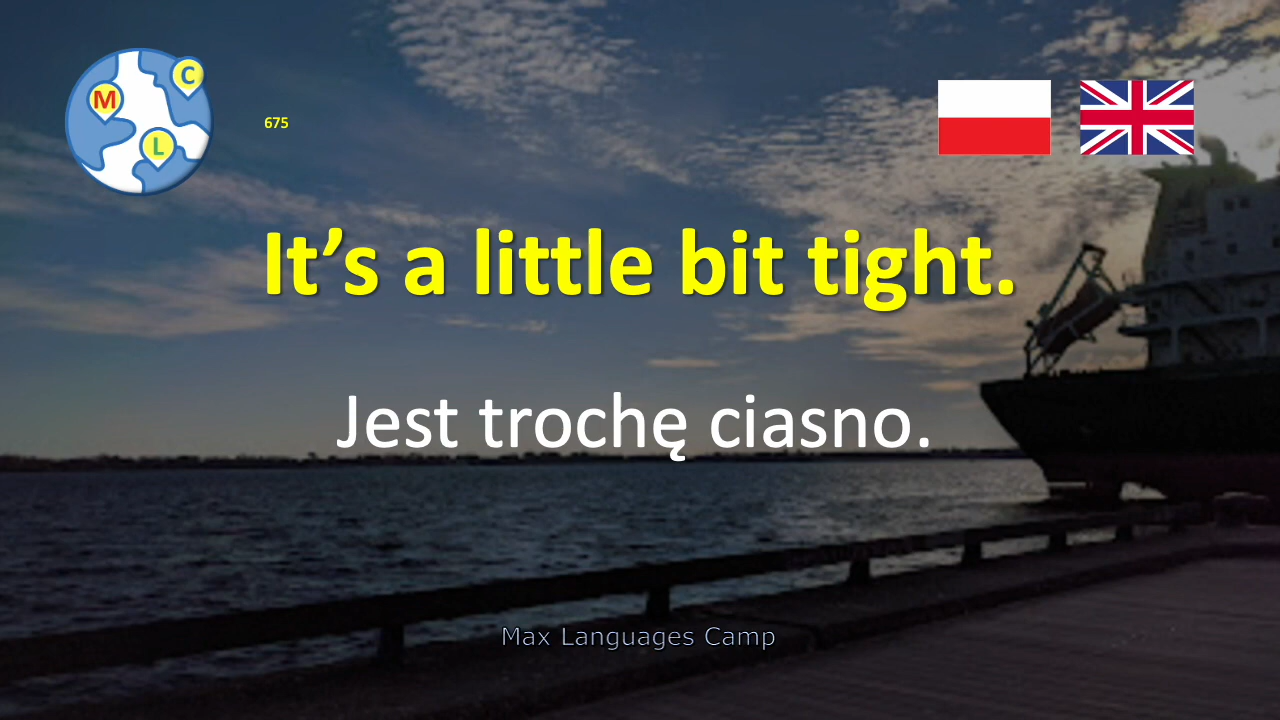 M
C
L
675
It’s a little bit tight.
Jest trochę ciasno.
Max Languages Camp